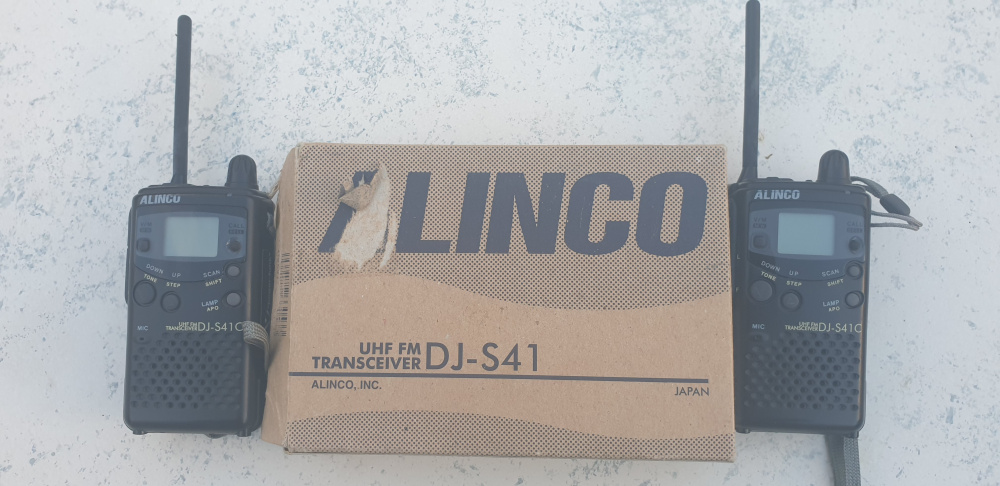 ALINCO
DOWN UP SCAN
TONE STEP SHIFT
LAMP
APO
MIC
UHF FM
TRANSCEIVER DJ-S41C
ALINCO
UHF FM
TRANSCEIVER DJ-S41
ALINCO, INC.
JAPAN
ALINCO
DOWN UP SCAN
TONE STEP SHIFT
LAMP
APO
MIC
UHF FM
TRANSCEIVER DJ-S41C